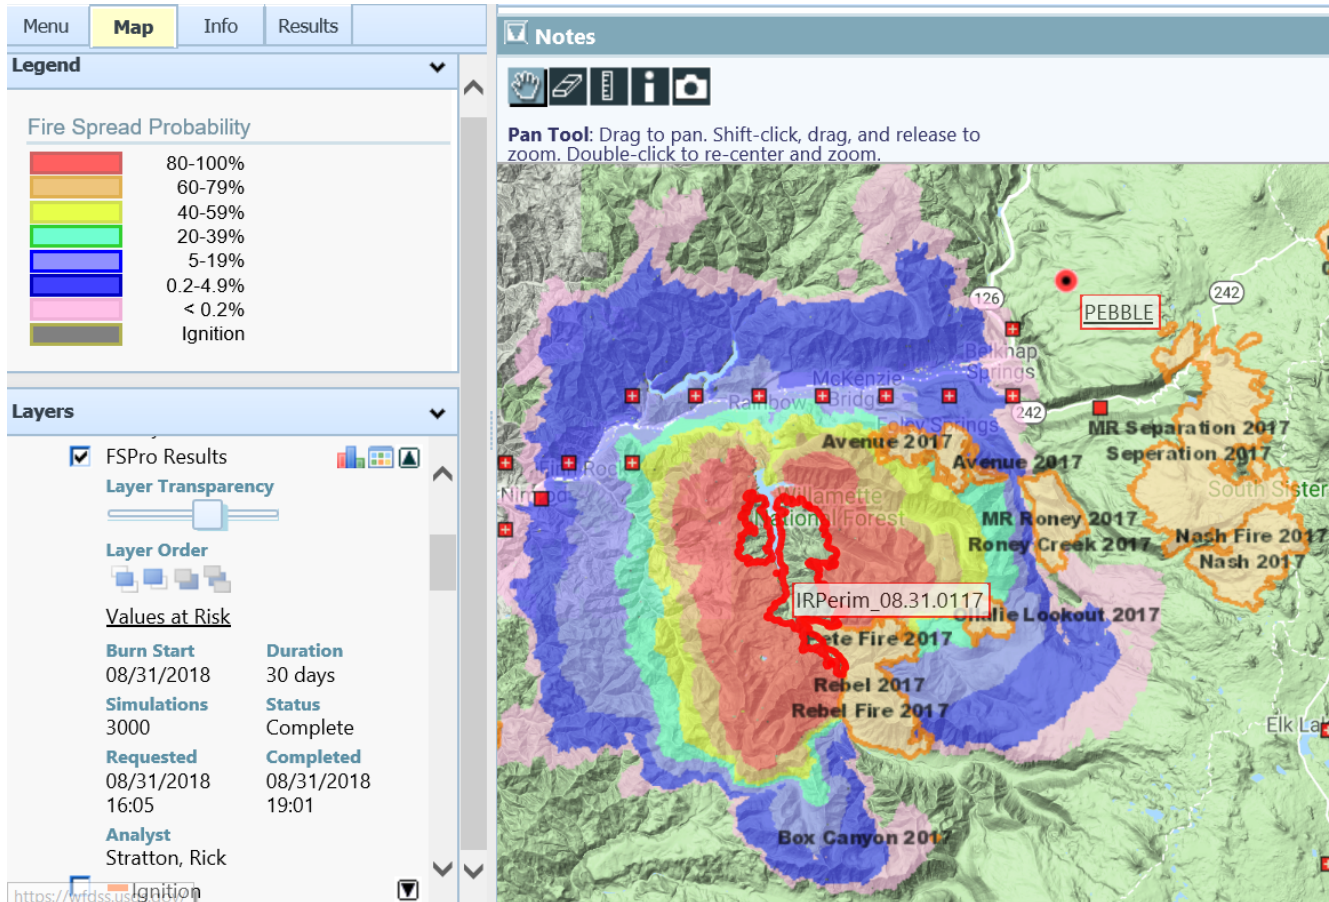 Menu
Map
Info
Results
Legend
Fire Spread Probability
80-100%
60-79%
40-59%
20-39%
5-19%
0.2-4.9%
< 0.2%
Ignition
Layers
FSPro Results
Layer Transparency
Layer Order
Values at Risk
Burn Start Duration
08/31/2018 30 days
Simulations Status
3000 Complete
Requested Completed
08/31/2018 08/31/2018
16:05 19:01
Analyst
Stratton, Rick
Ignition
Notes
Pan Tool: Drag to pan. Shift-click, drag, and release to
zoom. Double-click to re-center and zoom.
126
242
PEBBLE
Belknap
Springs
McKenzie
Rainbow Bridge
242
Foley Springs
Avenue 2017
MR Separation 2017
Avenue 2017
Seperation 2017
South Sister
Willamette
National Forest
MR Roney 2017
Roney Creek 2017
Nash Fire 2017
Nash 2017
IRPerim_08.31.0117
Lookout 2017
Fire 2017
Rebel 2017
Rebel Fire 2017
Elk La
Box Canyon 2017